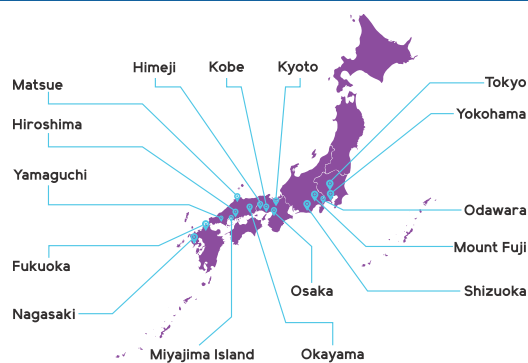 Himeji
Kobe
Kyoto
Matsue
Tokyo
Hiroshima
Yokohama
Yamaguchi
Odawara
Mount Fuji
Fukuoka
Osaka
Shizuoka
Nagasaki
Miyajima Island
Okayama